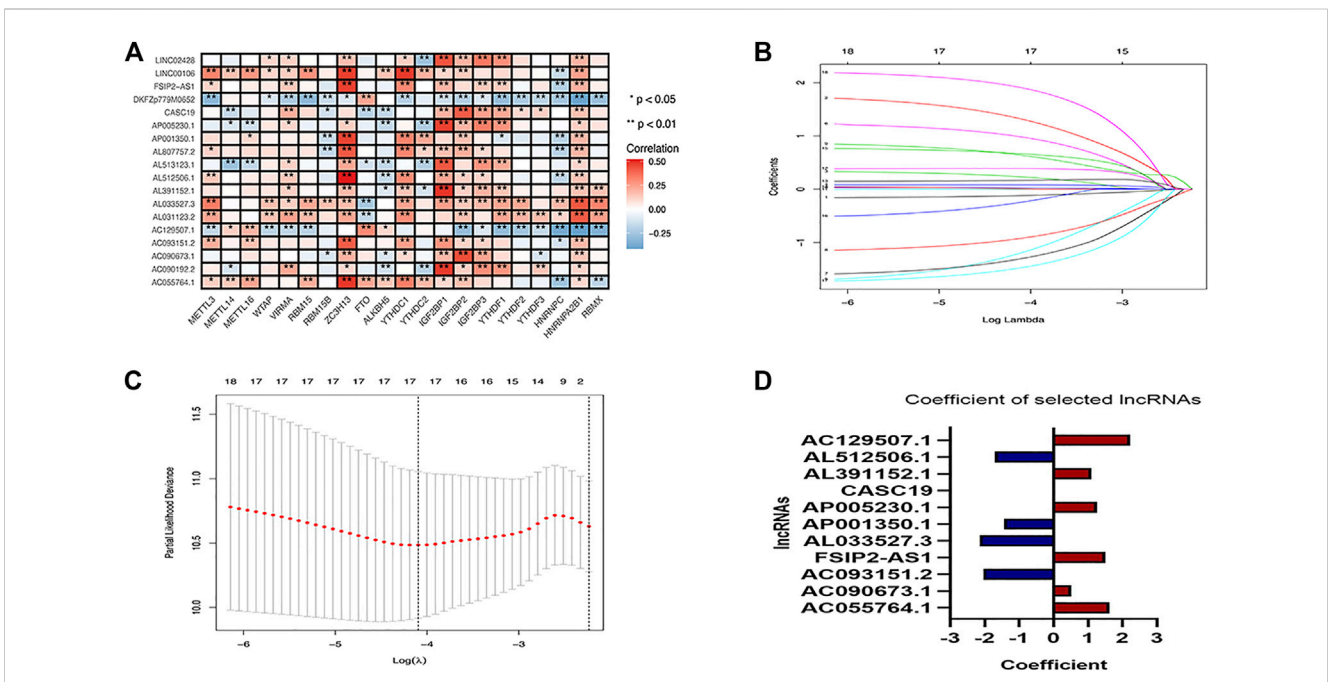 A
LINC02428
LINC00106
FSIP2-AS1
DKFZp779M0652
CASC19
AP005230.1
AP001350.1
AL807757.2
AL513123.1
AL512506.1
AL391152.1
AL033527.3
AL031123.2
AC129507.1
AC093151.2
AC090673.1
AC090192.2
AC055764.1
METTL3
METTL14
METTL16
WTAP
VIRMA
RBM15
RBM15B
ZC3H13
FTO
ALKBH5
YTHDC1
YTHDC2
IGF2BP1
IGF2BP2
IGF2BP3
YTHDF1
YTHDF2
YTHDF3
HNRNPC
HNRNPA2B1
RBMX
* p < 0.05
** p < 0.01
Correlation
0.50
0.25
0.00
−0.25
B
18 17 17 15
2
1
0
−1
Coefficients
−6 −5 −4 −3
Log Lambda
C
18 17 17 17 17 17 17 17 17 16 16 15 14 9 2
11.5
11.0
10.5
10.0
Partial Likelihood Deviance
−6 −5 −4 −3
Log(λ)
D
Coefficient of selected lncRNAs
AC129507.1
AL512506.1
AL391152.1
CASC19
AP005230.1
AP001350.1
AL033527.3
FSIP2-AS1
AC093151.2
AC090673.1
AC055764.1
lncRNAs
-3 -2 -1 0 1 2 3
Coefficient